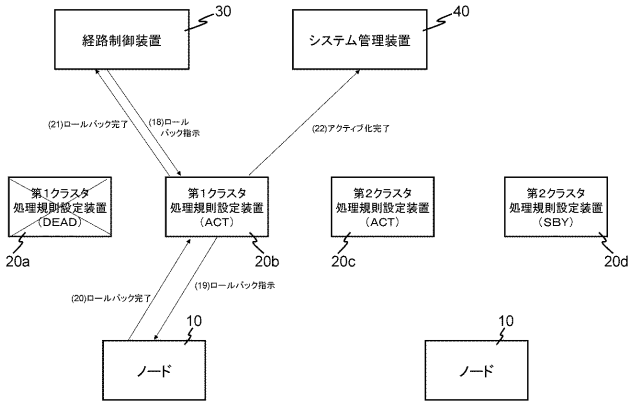 30
経路制御装置
40
システム管理装置
(21)ロールバック完了
(18)ロール
バック指示
(22)アクティブ化完了
第1クラスタ
処理規則設定装置
(DEAD)
20a
第1クラスタ
処理規則設定装置
(ACT)
20b
第2クラスタ
処理規則設定装置
(ACT)
20c
第2クラスタ
処理規則設定装置
(SBY)
20d
(20)ロールバック完了
(19)ロールバック指示
10
ノード
10
ノード